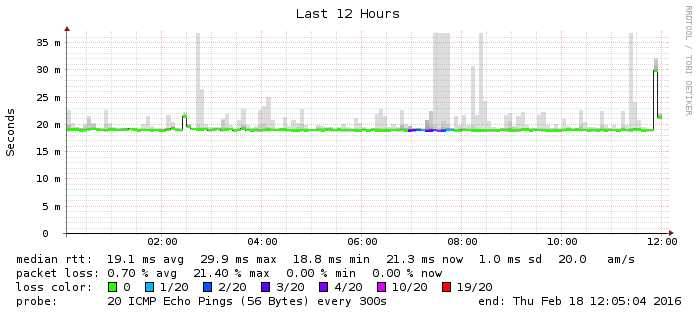 Last 12 Hours
RRDTOOL / TOBI OETIKER
Seconds
35 m
30 m
25 m
20 m
15 m
10 m
5 m
0
02:00 04:00 06:00 08:00 10:00 12:00
median rtt: 19.1 ms avg 29.9 ms max 18.8 ms min 21.3 ms now 1.0 ms sd 20.0 am/s
packet loss: 0.70 % avg 21.40 % max 0.00 % min 0.00 % now
loss color: 0 1/20 2/20 3/20 4/20 10/20 19/20
probe: 20 ICMP Echo Pings (56 Bytes) every 300s end: Thu Feb 18 12:05:04 2016